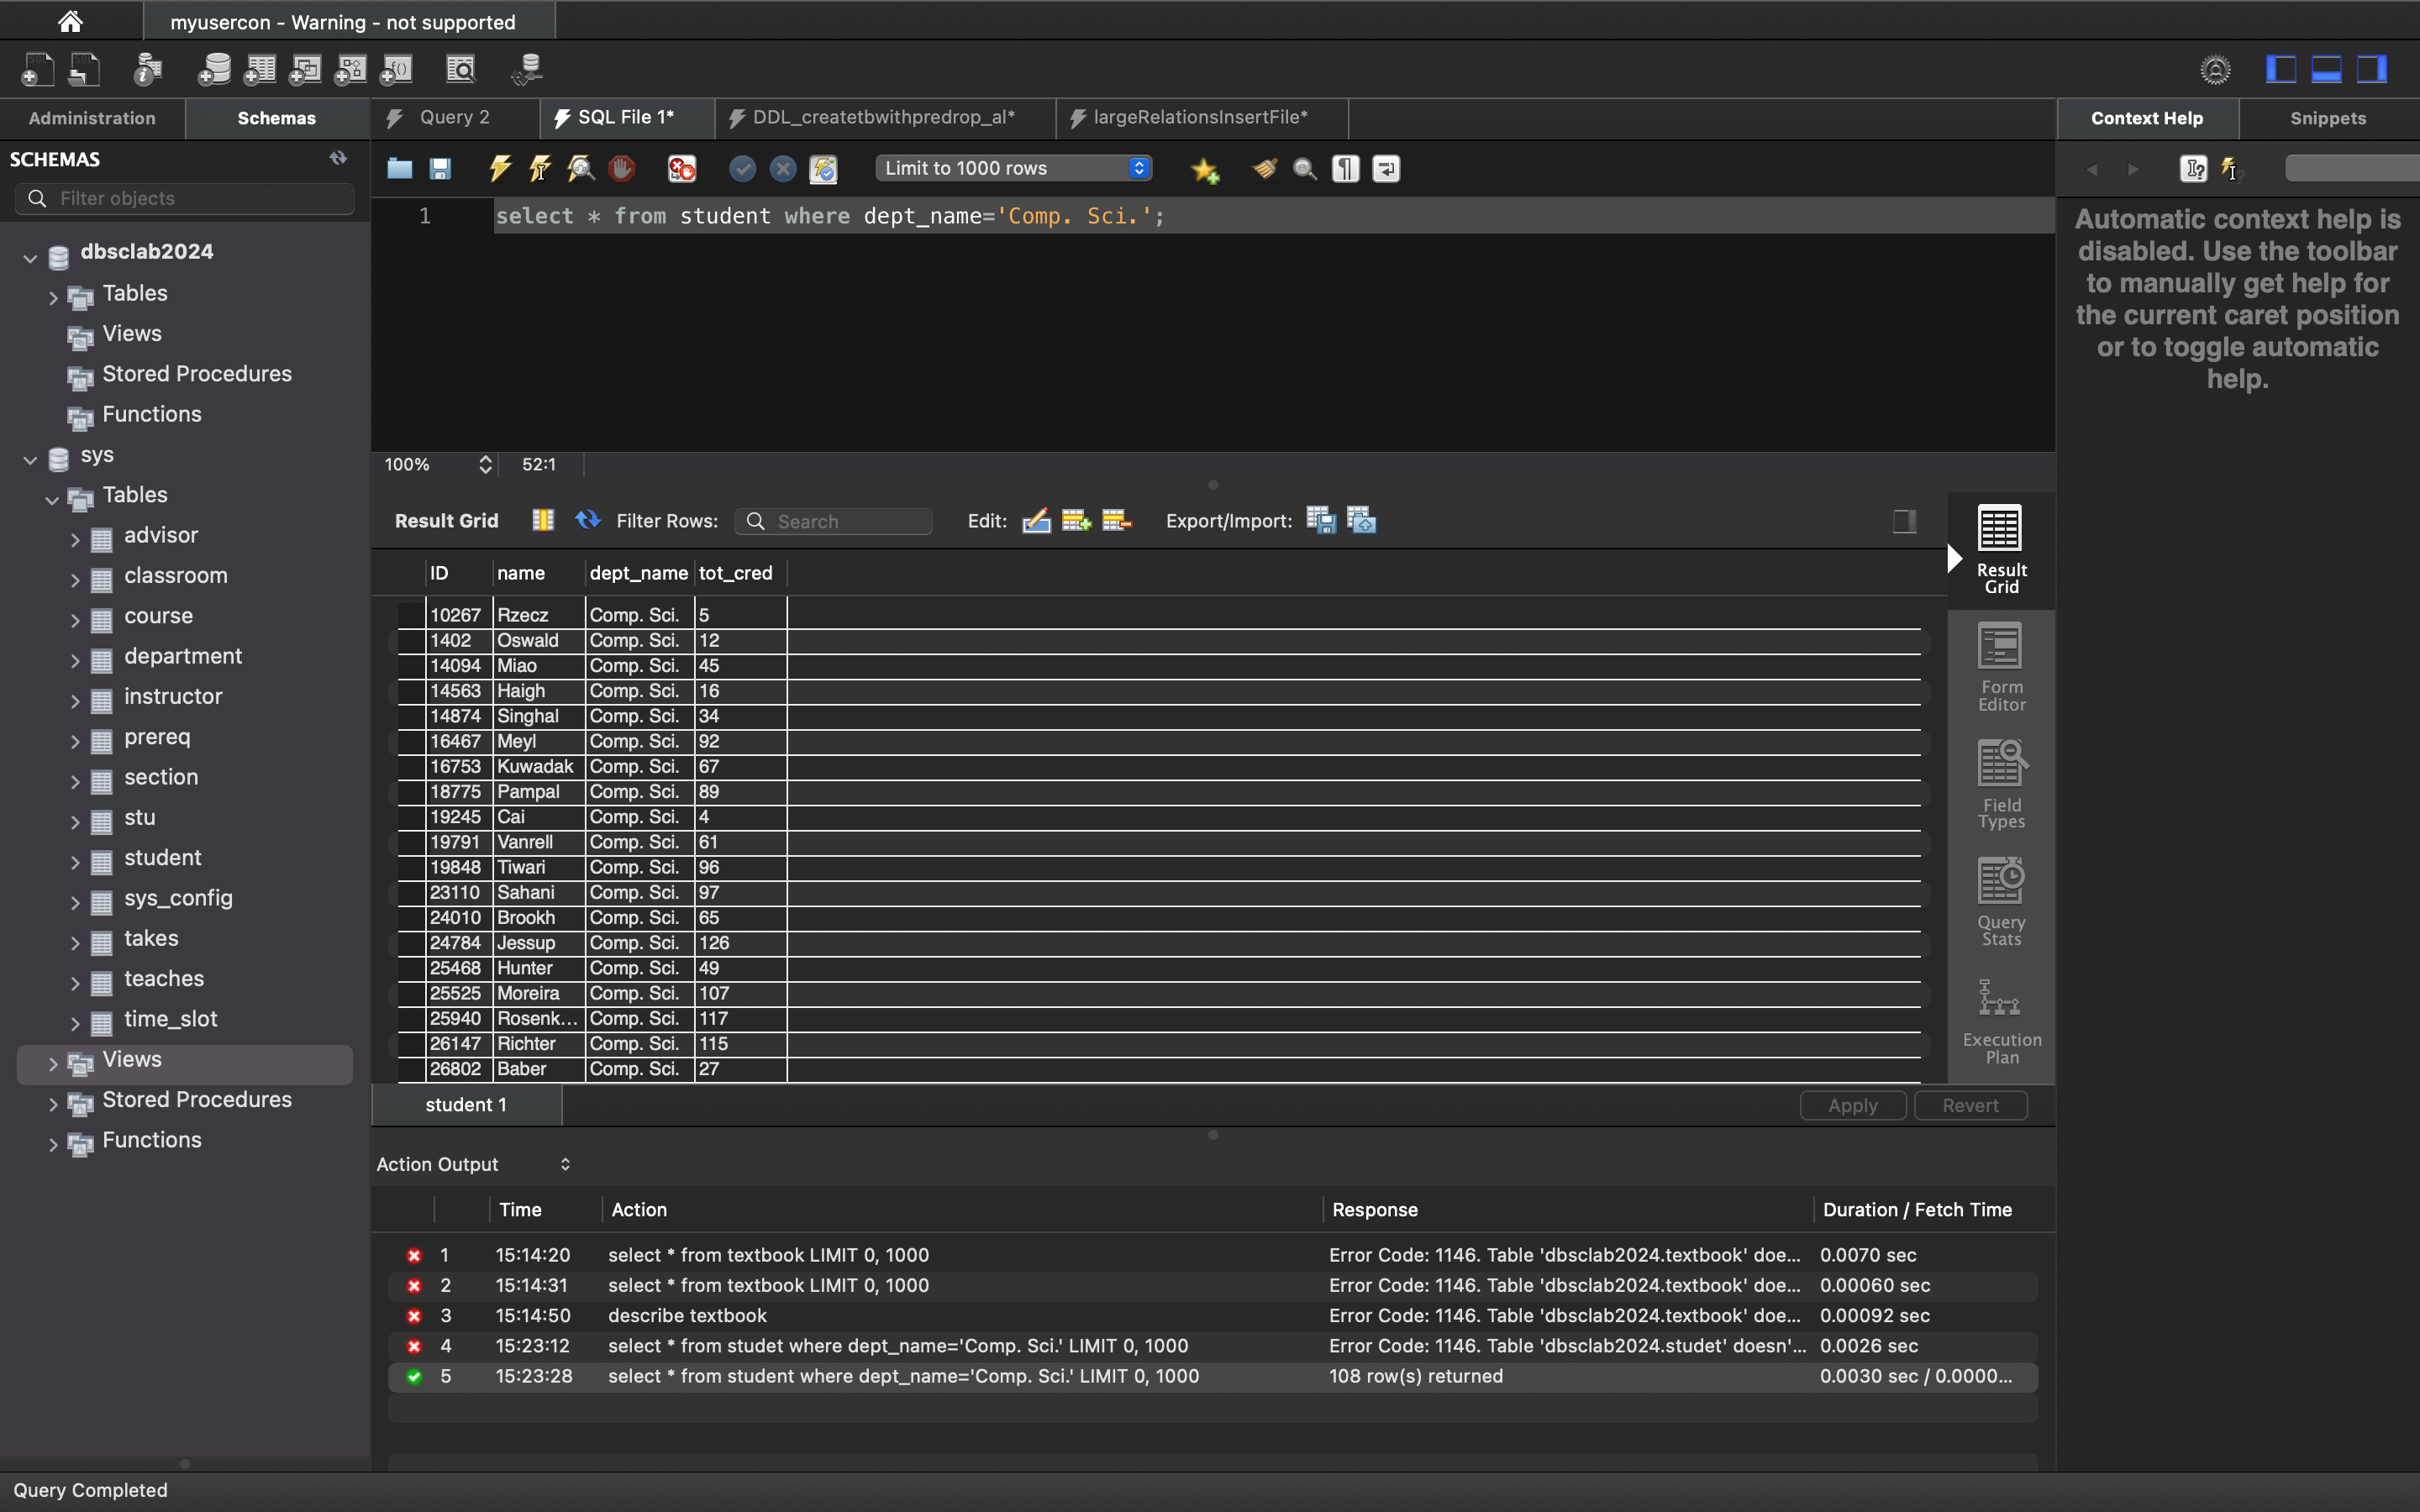 myusercon - Warning - not supported
Administration
Schemas
Query 2
SQL File 1*
DDL_createtbwithpredrop_al*
largeRelationsInsertFile*
Context Help
Snippets
SCHEMAS
Filter objects
Limit to 1000 rows
1 select * from student where dept_name='Comp. Sci.';
Automatic context help is
disabled. Use the toolbar
to manually get help for
the current caret position
or to toggle automatic
help.
dbsclab2024
Tables
Views
Stored Procedures
Functions
sys
Tables
advisor
classroom
course
department
instructor
prereq
section
stu
student
sys_config
takes
teaches
time_slot
Views
Stored Procedures
Functions
100% 52:1
Result Grid Filter Rows: Search Edit: Export/Import:
ID name dept_name tot_cred
10267 Rzecz Comp. Sci. 5
1402 Oswald Comp. Sci. 12
14094 Miao Comp. Sci. 45
14563 Haigh Comp. Sci. 16
14874 Singhal Comp. Sci. 34
16467 Meyl Comp. Sci. 92
16753 Kuwadak Comp. Sci. 67
18775 Pampal Comp. Sci. 89
19245 Cai Comp. Sci. 4
19791 Vanrell Comp. Sci. 61
19848 Tiwari Comp. Sci. 96
23110 Sahani Comp. Sci. 97
24010 Brookh Comp. Sci. 65
24784 Jessup Comp. Sci. 126
25468 Hunter Comp. Sci. 49
25525 Moreira Comp. Sci. 107
25940 Rosenk... Comp. Sci. 117
26147 Richter Comp. Sci. 115
26802 Baber Comp. Sci. 27
Result
Grid
Form
Editor
Field
Types
Query
Stats
Execution
Plan
student 1
Apply
Revert
Action Output
Time Action Response Duration / Fetch Time
1 15:14:20 select * from textbook LIMIT 0, 1000 Error Code: 1146. Table 'dbsclab2024.textbook' doe... 0.0070 sec
2 15:14:31 select * from textbook LIMIT 0, 1000 Error Code: 1146. Table 'dbsclab2024.textbook' doe... 0.00060 sec
3 15:14:50 describe textbook Error Code: 1146. Table 'dbsclab2024.textbook' doe... 0.00092 sec
4 15:23:12 select * from studet where dept_name='Comp. Sci.' LIMIT 0, 1000 Error Code: 1146. Table 'dbsclab2024.studet' doesn'... 0.0026 sec
5 15:23:28 select * from student where dept_name='Comp. Sci.' LIMIT 0, 1000 108 row(s) returned 0.0030 sec / 0.0000...
Query Completed